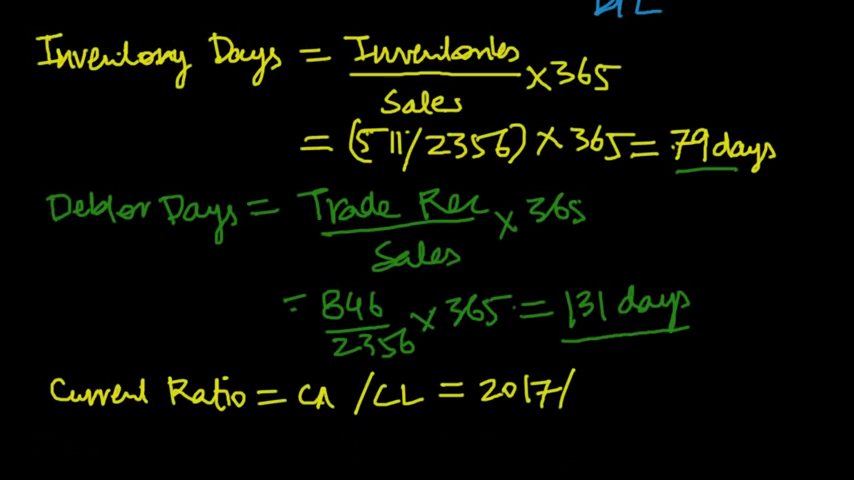 Inventory Days = Inventories / Sales × 365
= (511/2356) × 365 = 79 days
Debtor Days = Trade Rec / Sales × 365
= 846 / 2356 × 365 = 131 days
Current Ratio = CA / CL = 2017/